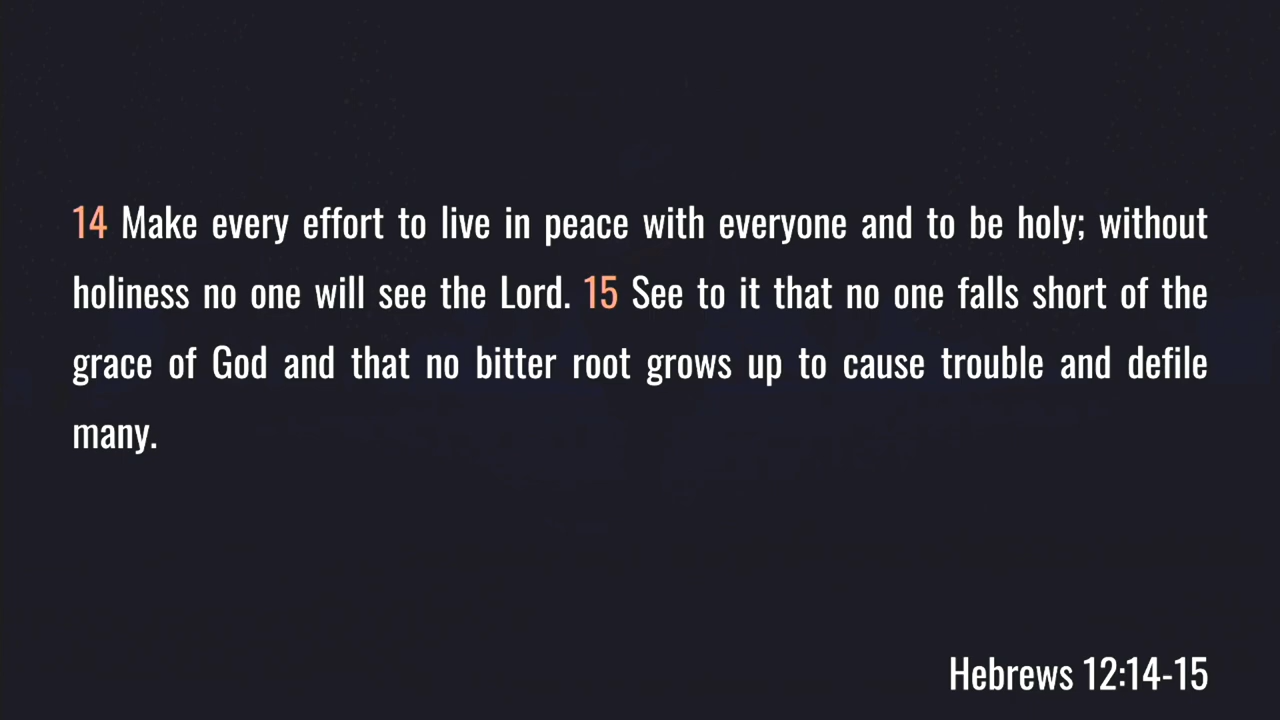 14 Make every effort to live in peace with everyone and to be holy; without
holiness no one will see the Lord. 15 See to it that no one falls short of the
grace of God and that no bitter root grows up to cause trouble and defile
many.
Hebrews 12:14-15